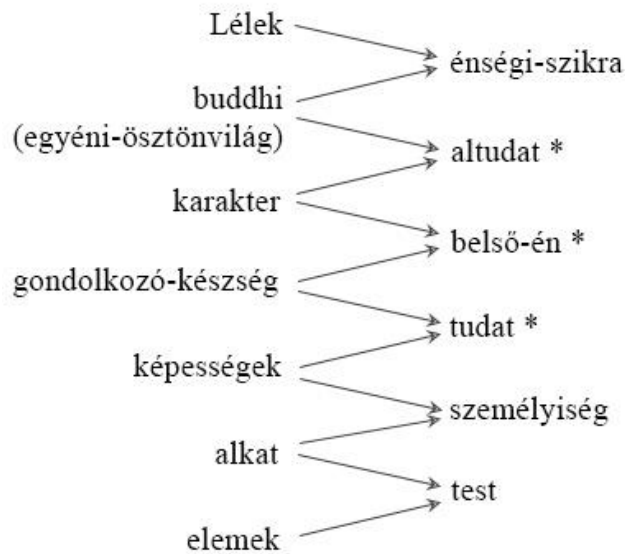 Lélek
énségi-szikra
buddhi
(egyéni-ösztönvilág)
altudat *
karakter
belső-én *
gondolkozó-készség
tudat *
képességek
személyiség
alkat
test
elemek